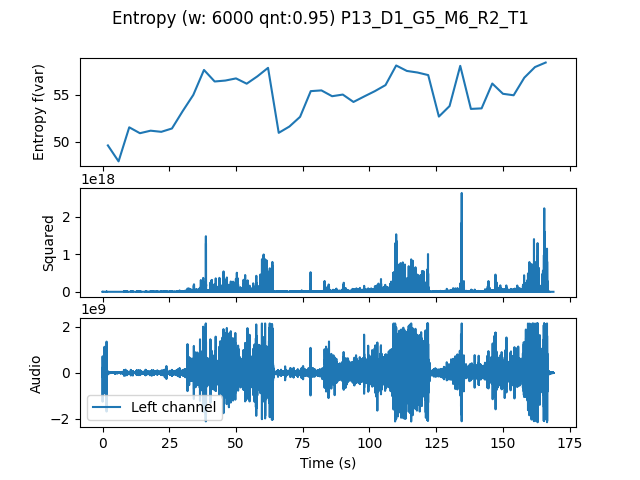 Entropy (w: 6000 qnt:0.95) P13_D1_G5_M6_R2_T1
Entropy f(var)
55
50
1e18
Squared
2
1
0
1e9
Audio
2
0
−2
Left channel
0 25 50 75 100 125 150 175
Time (s)